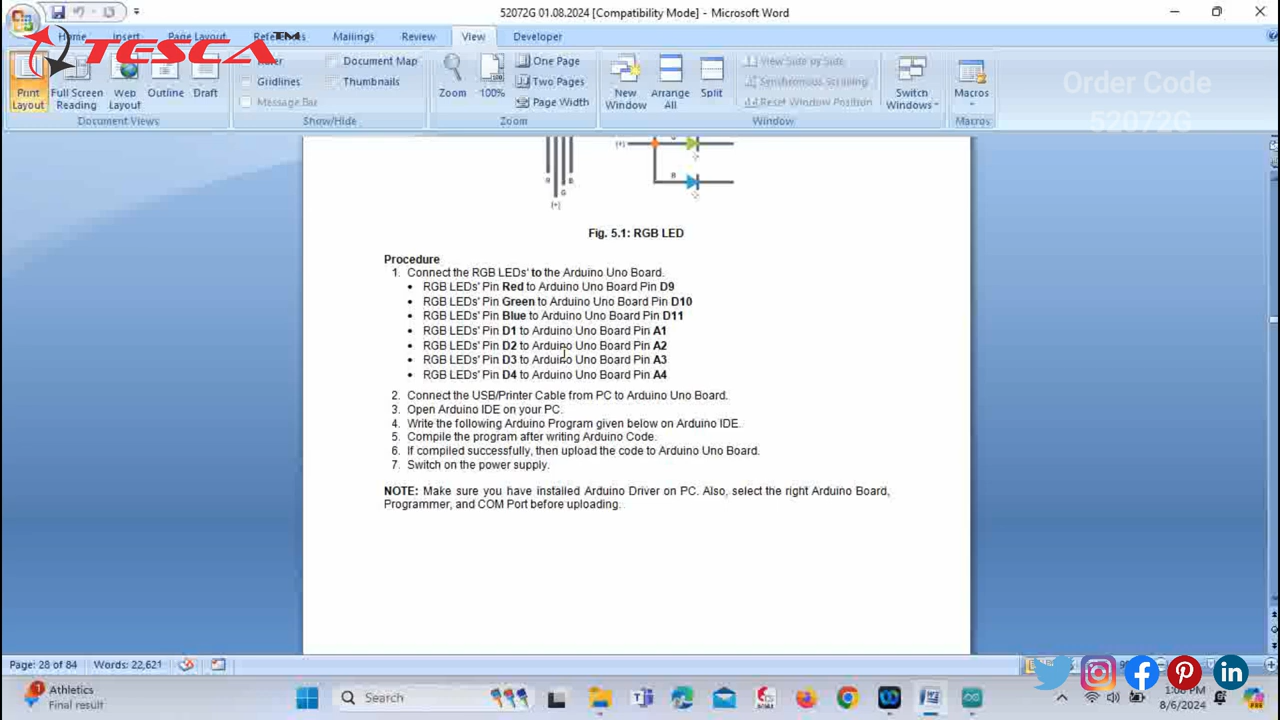 52072G 01.08.2024 [Compatibility Mode] - Microsoft Word
Home Insert Page Layout Mailings Review View Developer
TESCA™
Order Code
52072G
Ruler
Gridlines
Message Bar
Document Map
Thumbnails
Print Layout
Full Screen Reading
Web Layout
Outline
Draft
Zoom
100%
One Page
Two Pages
Page Width
New Window
Arrange All
Split
View Side by Side
Synchronous Scrolling
Reset Window Position
Switch Windows
Macros
Document Views
Show/Hide
Zoom
Window
Macros
(+)
B
G
(+)
Fig. 5.1: RGB LED
Procedure
1. Connect the RGB LEDs' to the Arduino Uno Board.
• RGB LEDs' Pin Red to Arduino Uno Board Pin D9
• RGB LEDs' Pin Green to Arduino Uno Board Pin D10
• RGB LEDs' Pin Blue to Arduino Uno Board Pin D11
• RGB LEDs' Pin D1 to Arduino Uno Board Pin A1
• RGB LEDs' Pin D2 to Arduino Uno Board Pin A2
• RGB LEDs' Pin D3 to Arduino Uno Board Pin A3
• RGB LEDs' Pin D4 to Arduino Uno Board Pin A4
2. Connect the USB/Printer Cable from PC to Arduino Uno Board.
3. Open Arduino IDE on your PC.
4. Write the following Arduino Program given below on Arduino IDE.
5. Compile the program after writing Arduino Code.
6. If compiled successfully, then upload the code to Arduino Uno Board.
7. Switch on the power supply.
NOTE: Make sure you have installed Arduino Driver on PC. Also, select the right Arduino Board,
Programmer, and COM Port before uploading.
Page: 28 of 84 Words: 22,621
Athletics
Final result
Search
8/6/2024